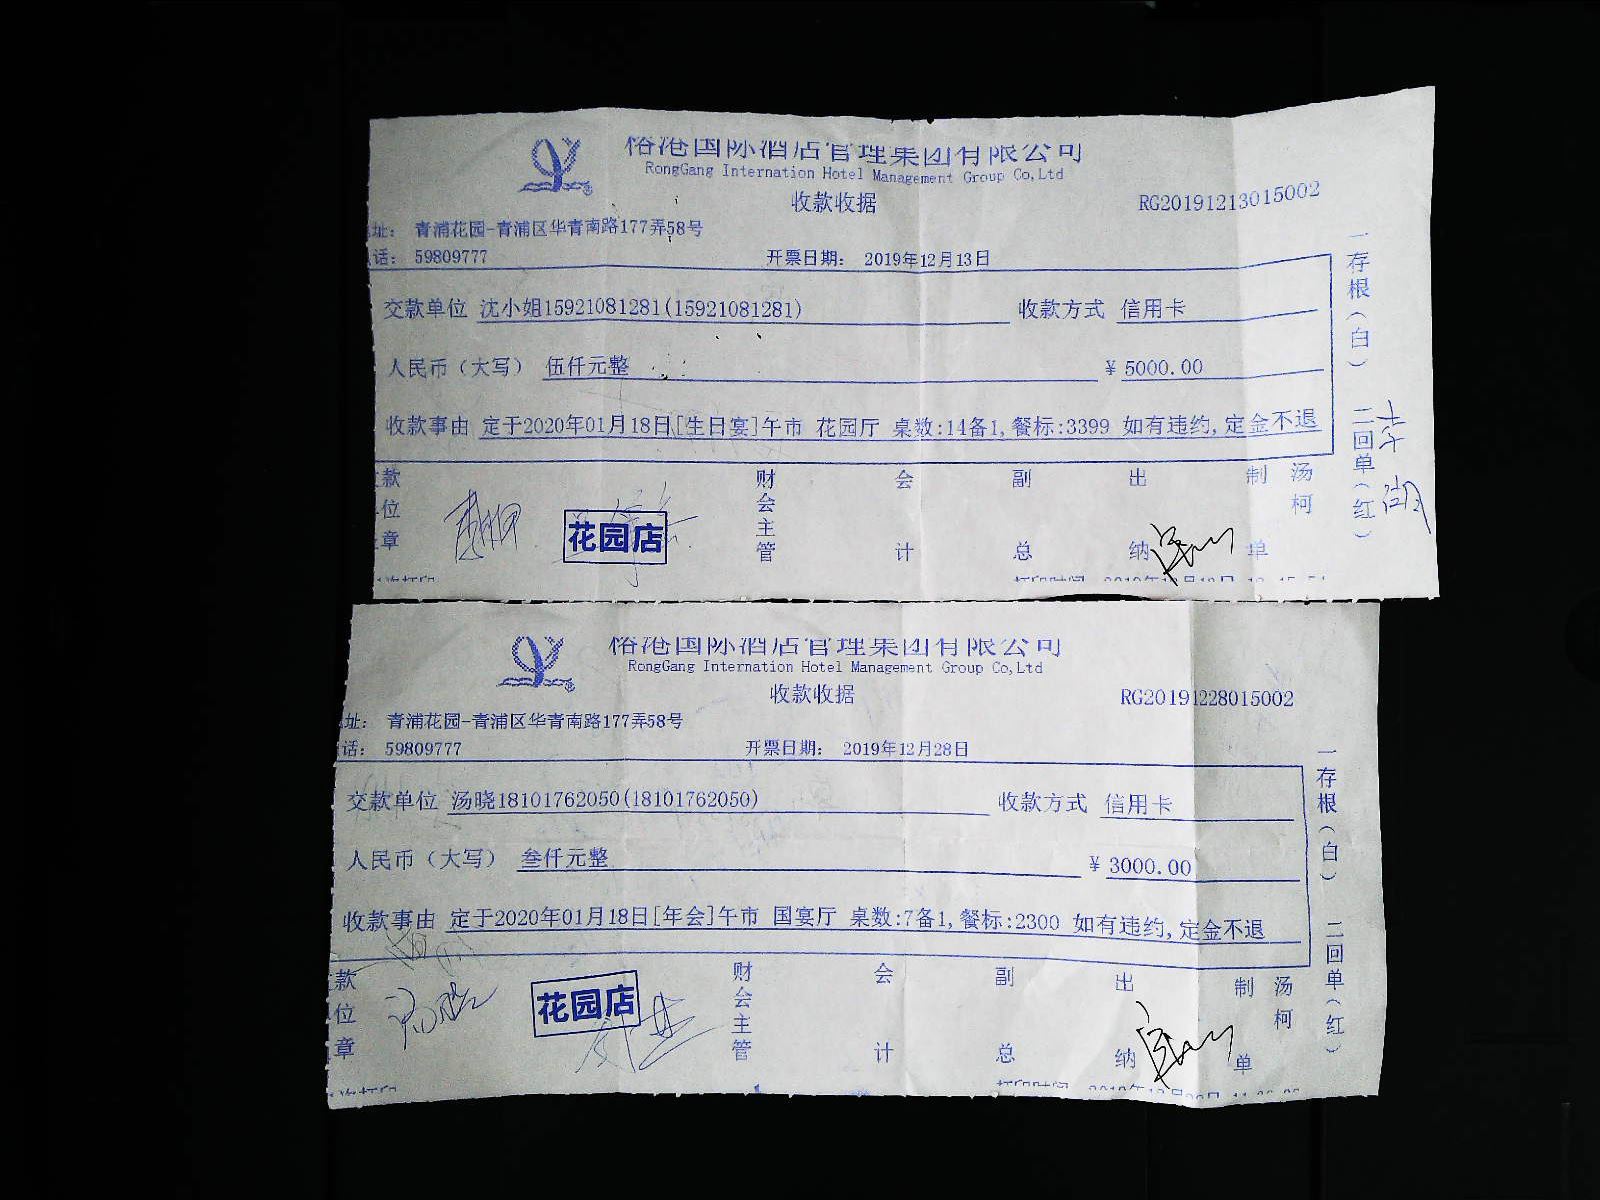 榕港国际酒店管理集团有限公司
RongGang Internation Hotel Management Group Co,Ltd
收款收据
RG20191213015002
址： 青浦花园-青浦区华青南路177弄58号
话： 59809777
开票日期： 2019年12月13日
交款单位 沈小姐15921081281(15921081281) 收款方式 信用卡
人民币（大写） 伍仟元整 ￥5000.00
收款事由 定于2020年01月18日[生日宴]午市 花园厅 桌数:14备1,餐标:3399 如有违约,定金不退
款位章
花园店
财会主管
会计
副总
出纳
制单
汤柯
一存根（白） 二回单（红）
榕港国际酒店管理集团有限公司
RongGang Internation Hotel Management Group Co,Ltd
收款收据
RG20191228015002
址： 青浦花园-青浦区华青南路177弄58号
话： 59809777
开票日期： 2019年12月28日
交款单位 汤晓18101762050(18101762050) 收款方式 信用卡
人民币（大写） 叁仟元整 ￥3000.00
收款事由 定于2020年01月18日[年会]午市 国宴厅 桌数:7备1,餐标:2300 如有违约,定金不退
款位章
花园店
财会主管
会计
副总
出纳
制单
汤柯
一存根（白） 二回单（红）